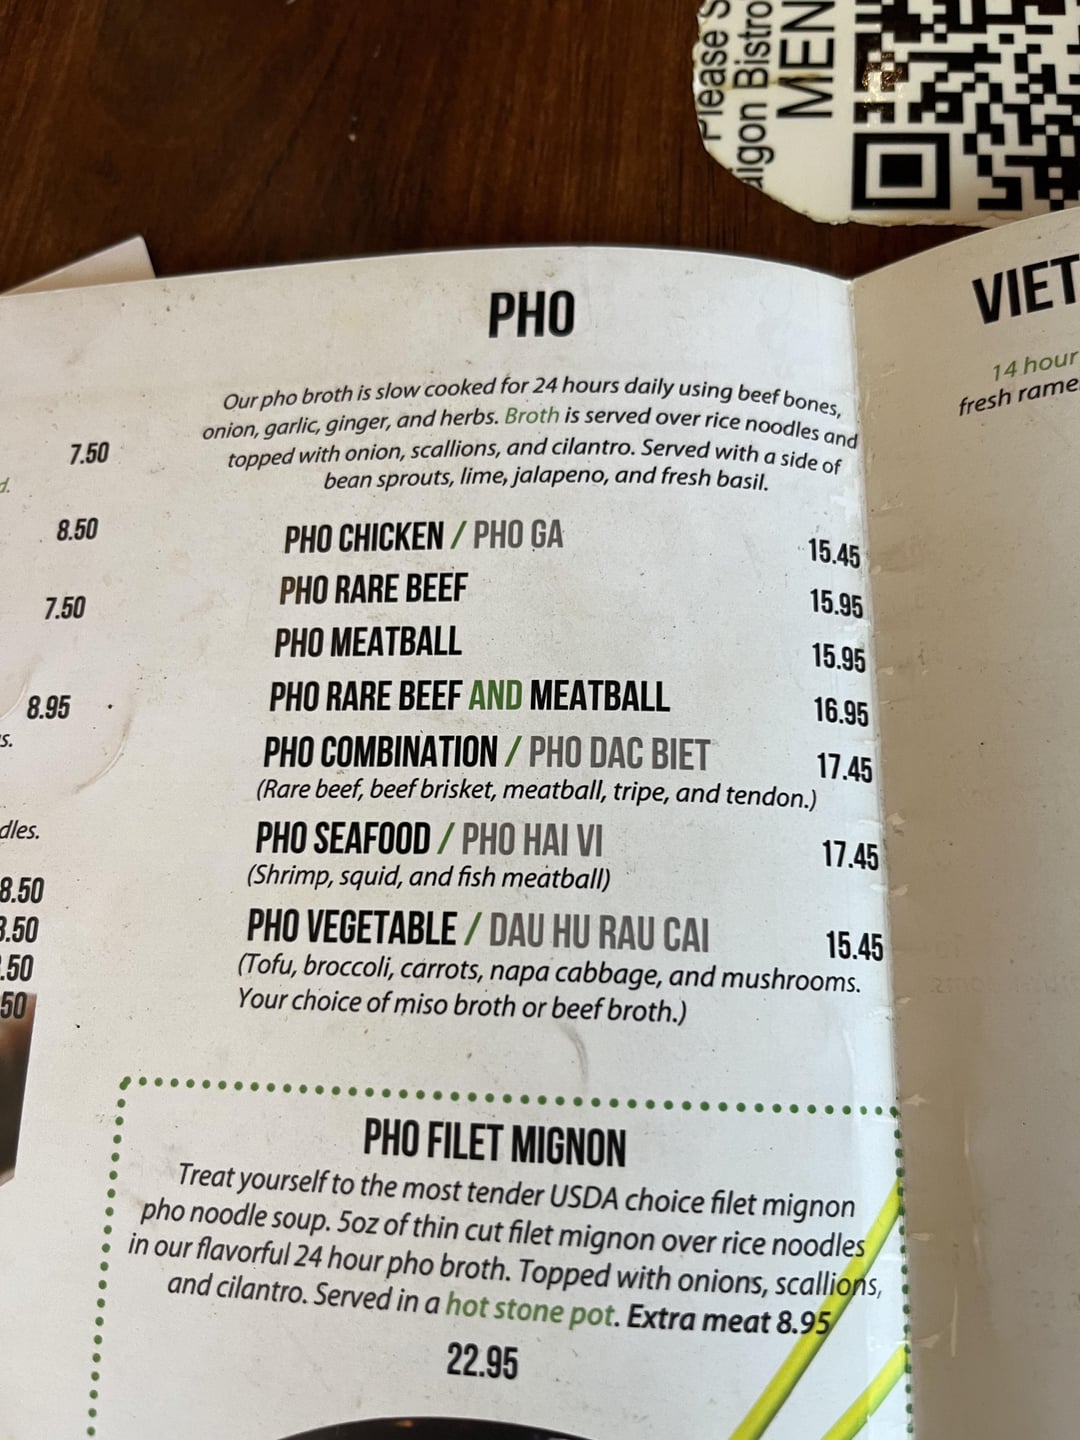 Please
Bistro
MEN
PHO
Our pho broth is slow cooked for 24 hours daily using beef bones,
onion, garlic, ginger, and herbs. Broth is served over rice noodles and
topped with onion, scallions, and cilantro. Served with a side of
bean sprouts, lime, jalapeno, and fresh basil.
PHO CHICKEN / PHO GA 15.45
PHO RARE BEEF 15.95
PHO MEATBALL 15.95
PHO RARE BEEF AND MEATBALL 16.95
PHO COMBINATION / PHO DAC BIET 17.45
(Rare beef, beef brisket, meatball, tripe, and tendon.)
PHO SEAFOOD / PHO HAI VI 17.45
(Shrimp, squid, and fish meatball)
PHO VEGETABLE / DAU HU RAU CAI 15.45
(Tofu, broccoli, carrots, napa cabbage, and mushrooms.
Your choice of miso broth or beef broth.)
PHO FILET MIGNON
Treat yourself to the most tender USDA choice filet mignon
pho noodle soup. 5oz of thin cut filet mignon over rice noodles
in our flavorful 24 hour pho broth. Topped with onions, scallions,
and cilantro. Served in a hot stone pot. Extra meat 8.95
22.95
7.50
8.50
7.50
8.95
dles.
8.50
.50
.50
50
VIET
14 hour
fresh rame